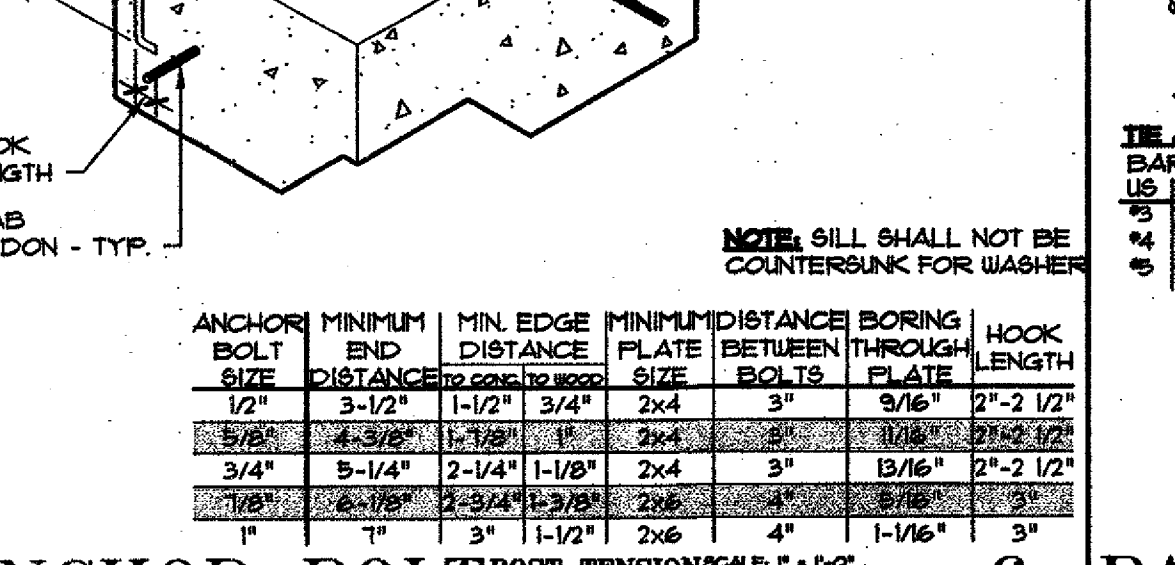 NOTE: SILL SHALL NOT BE
COUNTERSUNK FOR WASHER
TIE
US
#3
#4
#5
- TYP.
ANCHOR BOLT SIZE | MINIMUM END DISTANCE | MIN. EDGE DISTANCE TO CONC. TO WOOD | MINIMUM PLATE SIZE | DISTANCE BETWEEN BOLTS | BORING THROUGH PLATE | HOOK LENGTH
1/2" 3-1/2" 1-1/2" 3/4" 2x4 3" 9/16" 2"-2 1/2"
5/8" 4-3/8" 1-7/8" 1" 2x4 3" 11/16" 2"-2 1/2"
3/4" 5-1/4" 2-1/4" 1-1/8" 2x4 3" 13/16" 2"-2 1/2"
7/8" 6-1/8" 2-3/4" 1-3/8" 2x6 4" 3"
1" 7" 3" 1-1/2" 2x6 4" 1-1/16" 3"
POST TENSION SCALE: 1" = 1'-0"